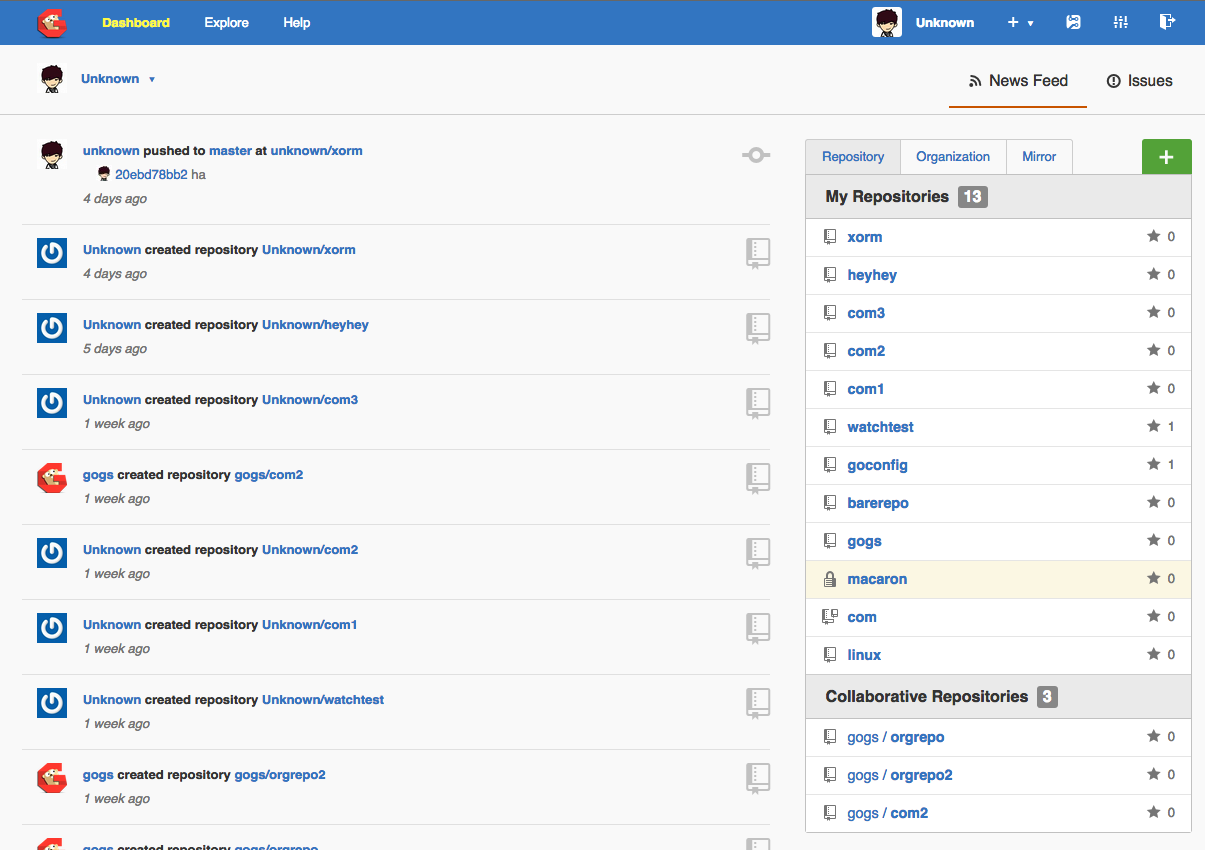 Dashboard Explore Help Unknown
Unknown
News Feed Issues
unknown pushed to master at unknown/xorm
20ebd78bb2 ha
4 days ago
Unknown created repository Unknown/xorm
4 days ago
Unknown created repository Unknown/heyhey
5 days ago
Unknown created repository Unknown/com3
1 week ago
gogs created repository gogs/com2
1 week ago
Unknown created repository Unknown/com2
1 week ago
Unknown created repository Unknown/com1
1 week ago
Unknown created repository Unknown/watchtest
1 week ago
gogs created repository gogs/orgrepo2
1 week ago
gogs created repository gogs/orgrepo
Repository Organization Mirror
My Repositories 13
xorm 0
heyhey 0
com3 0
com2 0
com1 0
watchtest 1
goconfig 1
barerepo 0
gogs 0
macaron 0
com 0
linux 0
Collaborative Repositories 3
gogs / orgrepo 0
gogs / orgrepo2 0
gogs / com2 0